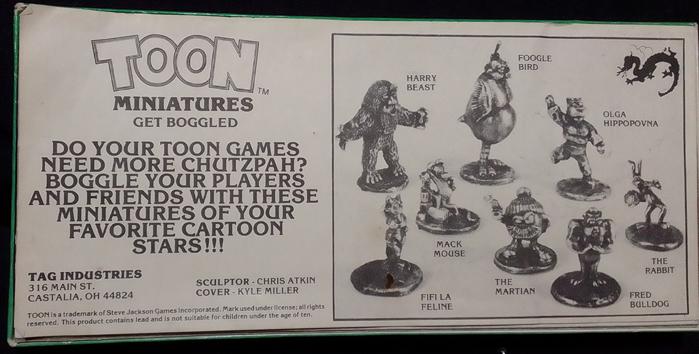 TOON™
MINIATURES
GET BOGGLED
DO YOUR TOON GAMES
NEED MORE CHUTZPAH?
BOGGLE YOUR PLAYERS
AND FRIENDS WITH THESE
MINIATURES OF YOUR
FAVORITE CARTOON
STARS!!!
TAG INDUSTRIES
316 MAIN ST.
CASTALIA, OH 44824
SCULPTOR - CHRIS ATKIN
COVER - KYLE MILLER
TOON is a trademark of Steve Jackson Games Incorporated. Mark used under license; all rights
reserved. This product contains lead and is not suitable for children under the age of ten.
HARRY
BEAST
FOOGLE
BIRD
OLGA
HIPPOPOVNA
MACK
MOUSE
THE
RABBIT
FIFI LA
FELINE
THE
MARTIAN
FRED
BULLDOG